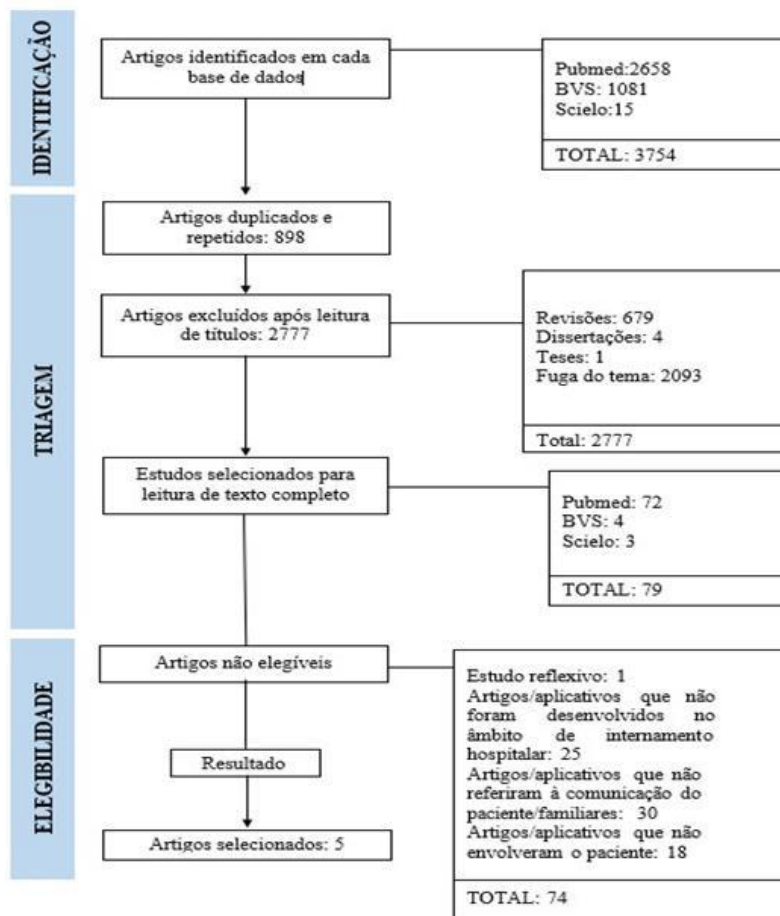 IDENTIFICAÇÃO
Artigos identificados em cada
base de dados
Pubmed:2658
BVS: 1081
Scielo:15
TOTAL: 3754
TRIAGEM
Artigos duplicados e
repetidos: 898
Artigos excluídos após leitura
de títulos: 2777
Revisões: 679
Dissertações: 4
Teses: 1
Fuga do tema: 2093
Total: 2777
Estudos selecionados para
leitura de texto completo
Pubmed: 72
BVS: 4
Scielo: 3
TOTAL: 79
ELEGIBILIDADE
Artigos não elegíveis
Estudo reflexivo: 1
Artigos/aplicativos que não
foram desenvolvidos no
âmbito de internamento
hospitalar: 25
Artigos/aplicativos que não
referiram à comunicação do
paciente/familiares: 30
Artigos/aplicativos que não
envolveram o paciente: 18
TOTAL: 74
Resultado
Artigos selecionados: 5